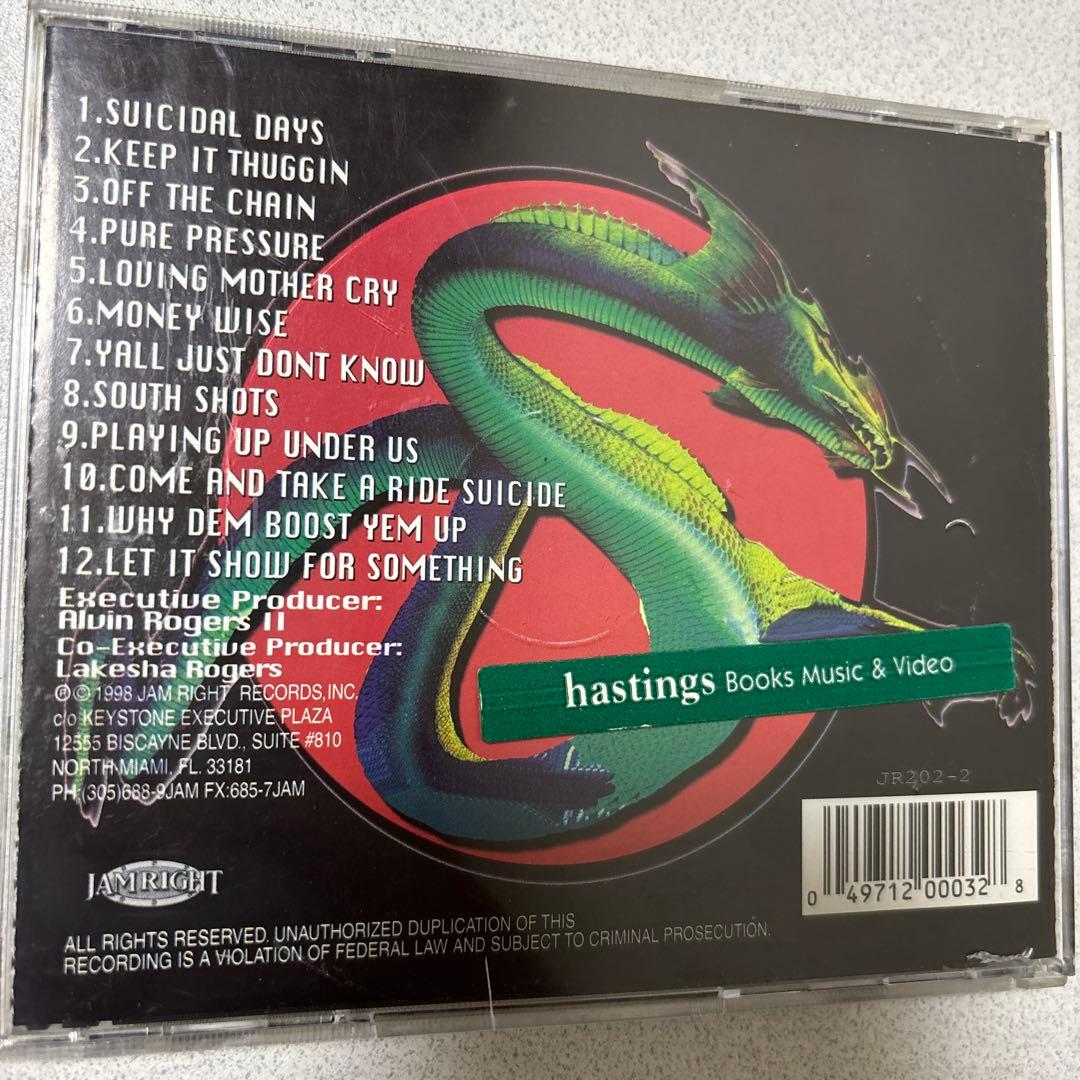 1.SUICIDAL DAYS
2.KEEP IT THUGGIN
3.OFF THE CHAIN
4.PURE PRESSURE
5.LOVING MOTHER CRY
6.MONEY WISE
7.YALL JUST DONT KNOW
8.SOUTH SHOTS
9.PLAYING UP UNDER US
10.COME AND TAKE A RIDE SUICIDE
11.WHY DEM BOOST YEM UP
12.LET IT SHOW FOR SOMETHING
Executive Producer:
Alvin Rogers II
Co-Executive Producer:
Lakesha Rogers
℗ © 1998 JAM RIGHT RECORDS, INC.
c/o KEYSTONE EXECUTIVE PLAZA
12555 BISCAYNE BLVD., SUITE #810
NORTH MIAMI, FL. 33181
PH:(305)688-9JAM FX:685-7JAM
hastings Books Music & Video
JR202-2
0 49712 00032 8
JAM RIGHT
ALL RIGHTS RESERVED. UNAUTHORIZED DUPLICATION OF THIS
RECORDING IS A VIOLATION OF FEDERAL LAW AND SUBJECT TO CRIMINAL PROSECUTION.